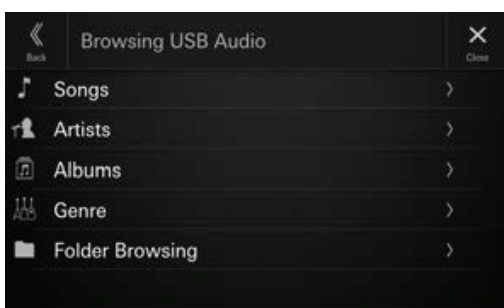 Back
Browsing USB Audio
Close
Songs
Artists
Albums
Genre
Folder Browsing